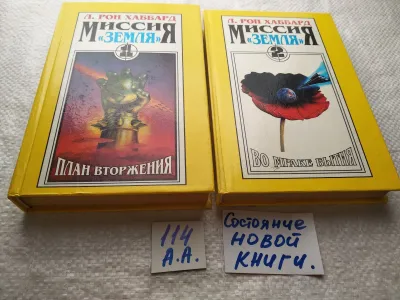 Л. РОН ХАББАРД
МИССИЯ
«ЗЕМЛЯ»
1
ПЛАН ВТОРЖЕНИЯ
Л. РОН ХАББАРД
МИССИЯ
«ЗЕМЛЯ»
2
ВО МРАКЕ БЫТИЯ
114
А.А.
Состояние
НОВОЙ
КНИГИ.